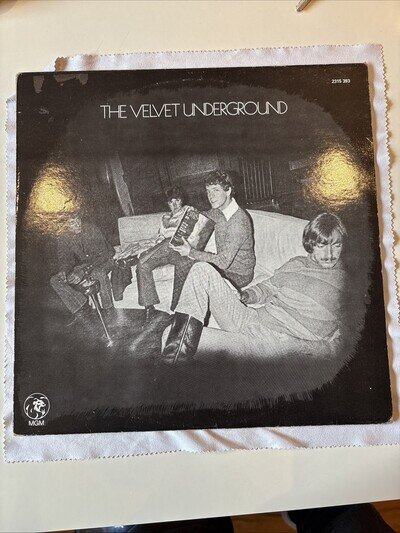 2315 393
THE VELVET UNDERGROUND
MGM